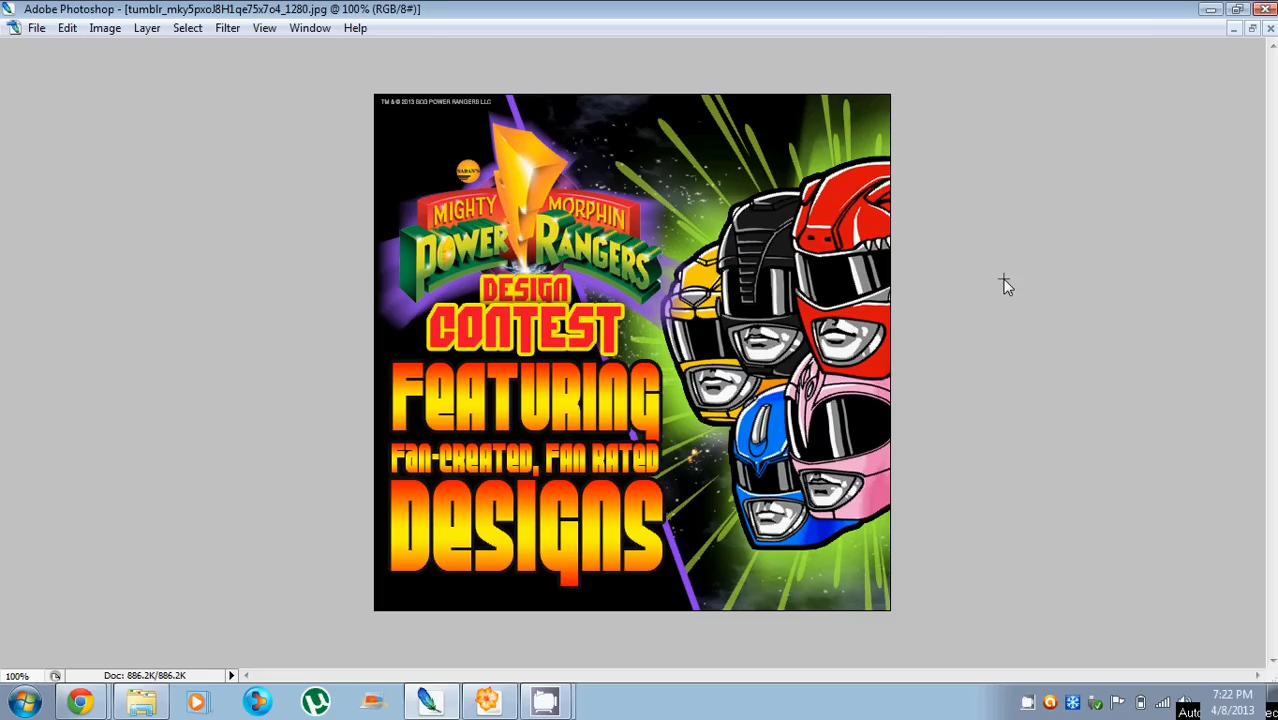 Adobe Photoshop - [tumblr_mky5pxoJ8H1qe75x7o4_1280.jpg @ 100% (RGB/8#)]
File Edit Image Layer Select Filter View Window Help
TM & © 2013 SCG POWER RANGERS LLC
SABAN'S
MIGHTY MORPHIN
POWER RANGERS
DESIGN
CONTEST
FEATURING
FAN-CREATED, FAN RATED
DESIGNS
100% Doc: 886.2K/886.2K
7:22 PM
4/8/2013